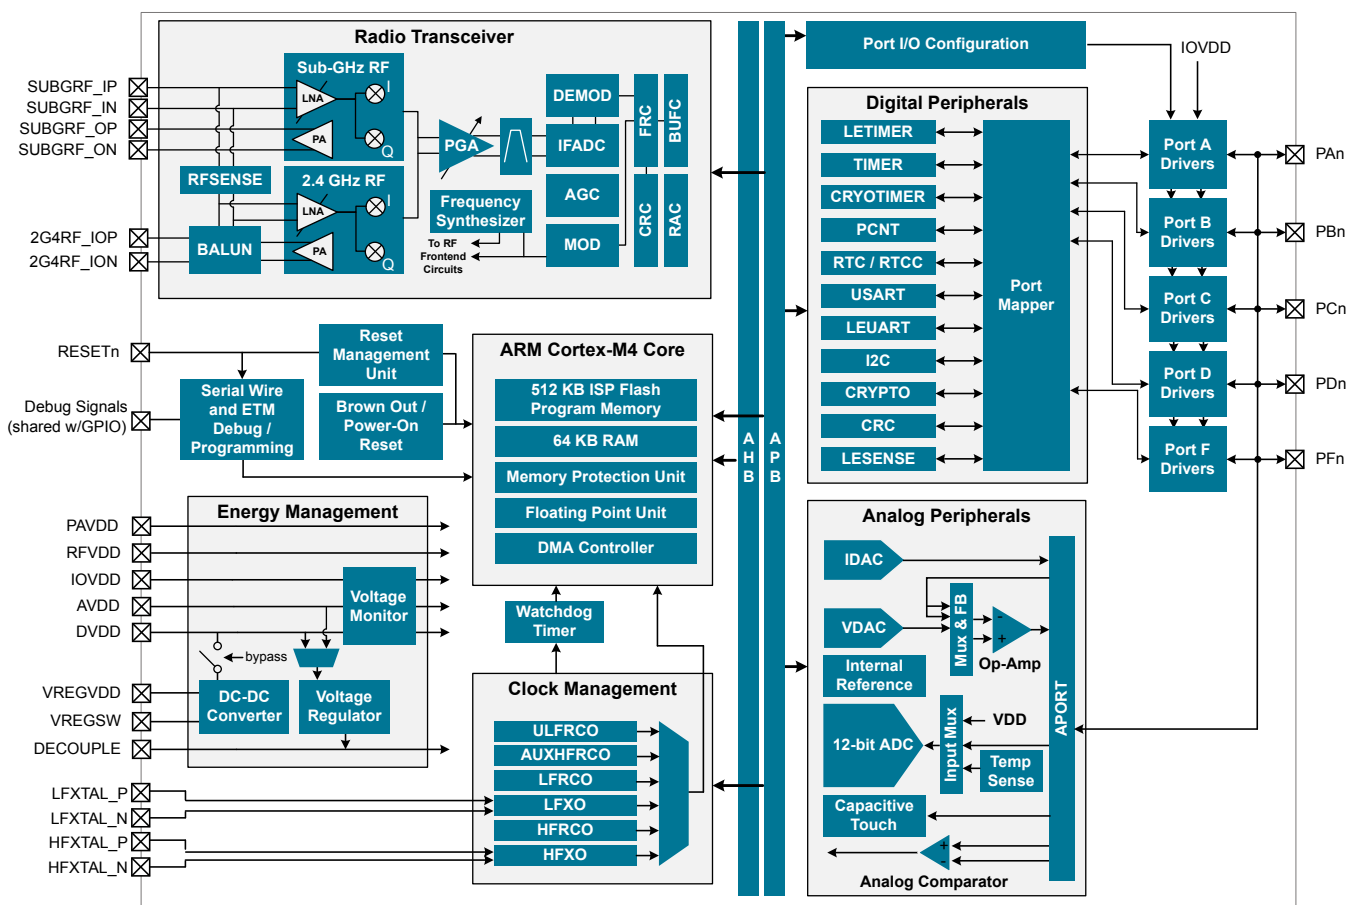 Radio Transceiver
SUBGRF_IP
SUBGRF_IN
SUBGRF_OP
SUBGRF_ON
2G4RF_IOP
2G4RF_ION
Sub-GHz RF
LNA
I
PA
Q
RFSENSE
2.4 GHz RF
LNA
I
PA
Q
BALUN
PGA
Frequency
Synthesizer
To RF
Frontend
Circuits
DEMOD
IFADC
AGC
MOD
FRC
BUFC
CRC
RAC
RESETn
Debug Signals
(shared w/GPIO)
Reset
Management
Unit
Serial Wire
and ETM
Debug /
Programming
Brown Out /
Power-On
Reset
ARM Cortex-M4 Core
512 KB ISP Flash
Program Memory
64 KB RAM
Memory Protection Unit
Floating Point Unit
DMA Controller
Watchdog
Timer
Energy Management
PAVDD
RFVDD
IOVDD
AVDD
DVDD
VREGVDD
VREGSW
DECOUPLE
Voltage
Monitor
bypass
DC-DC
Converter
Voltage
Regulator
Clock Management
LFXTAL_P
LFXTAL_N
HFXTAL_P
HFXTAL_N
ULFRCO
AUXHFRCO
LFRCO
LFXO
HFRCO
HFXO
A
H
B
A
P
B
Port I/O Configuration
IOVDD
Digital Peripherals
LETIMER
TIMER
CRYOTIMER
PCNT
RTC / RTCC
USART
LEUART
I2C
CRYPTO
CRC
LESENSE
Port
Mapper
Port A
Drivers
Port B
Drivers
Port C
Drivers
Port D
Drivers
Port F
Drivers
PAn
PBn
PCn
PDn
PFn
Analog Peripherals
IDAC
VDAC
Mux & FB
-
+
Op-Amp
Internal
Reference
12-bit ADC
Input Mux
VDD
Temp
Sense
Capacitive
Touch
+
-
Analog Comparator
APORT